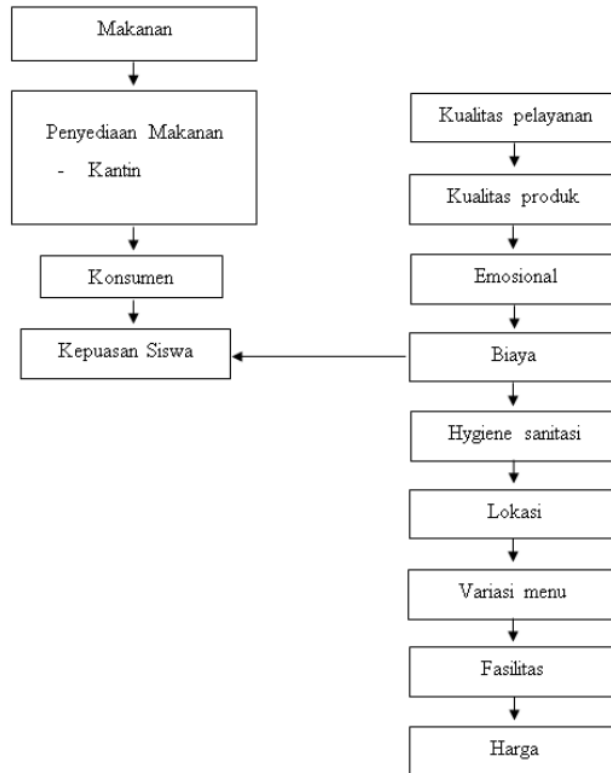 Makanan
Penyediaan Makanan
- Kantin
Konsumen
Kepuasan Siswa
Kualitas pelayanan
Kualitas produk
Emosional
Biaya
Hygiene sanitasi
Lokasi
Variasi menu
Fasilitas
Harga